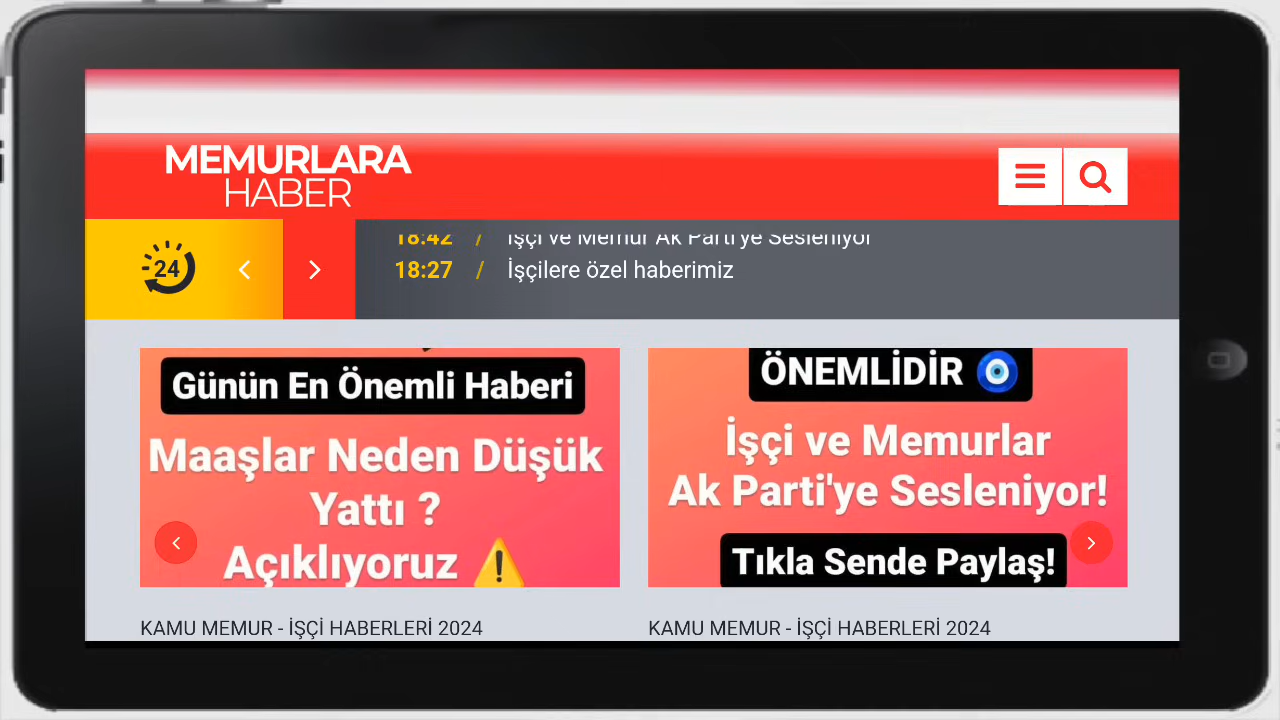 MEMURLARA
HABER
24
18:42 / İşçi ve Memur Ak Parti'ye Sesleniyor
18:27 / İşçilere özel haberimiz
Günün En Önemli Haberi
Maaşlar Neden Düşük
Yattı ?
Açıklıyoruz ⚠️
ÖNEMLİDİR 🧿
İşçi ve Memurlar
Ak Parti'ye Sesleniyor!
Tıkla Sende Paylaş!
KAMU MEMUR - İŞÇİ HABERLERİ 2024
KAMU MEMUR - İŞÇİ HABERLERİ 2024